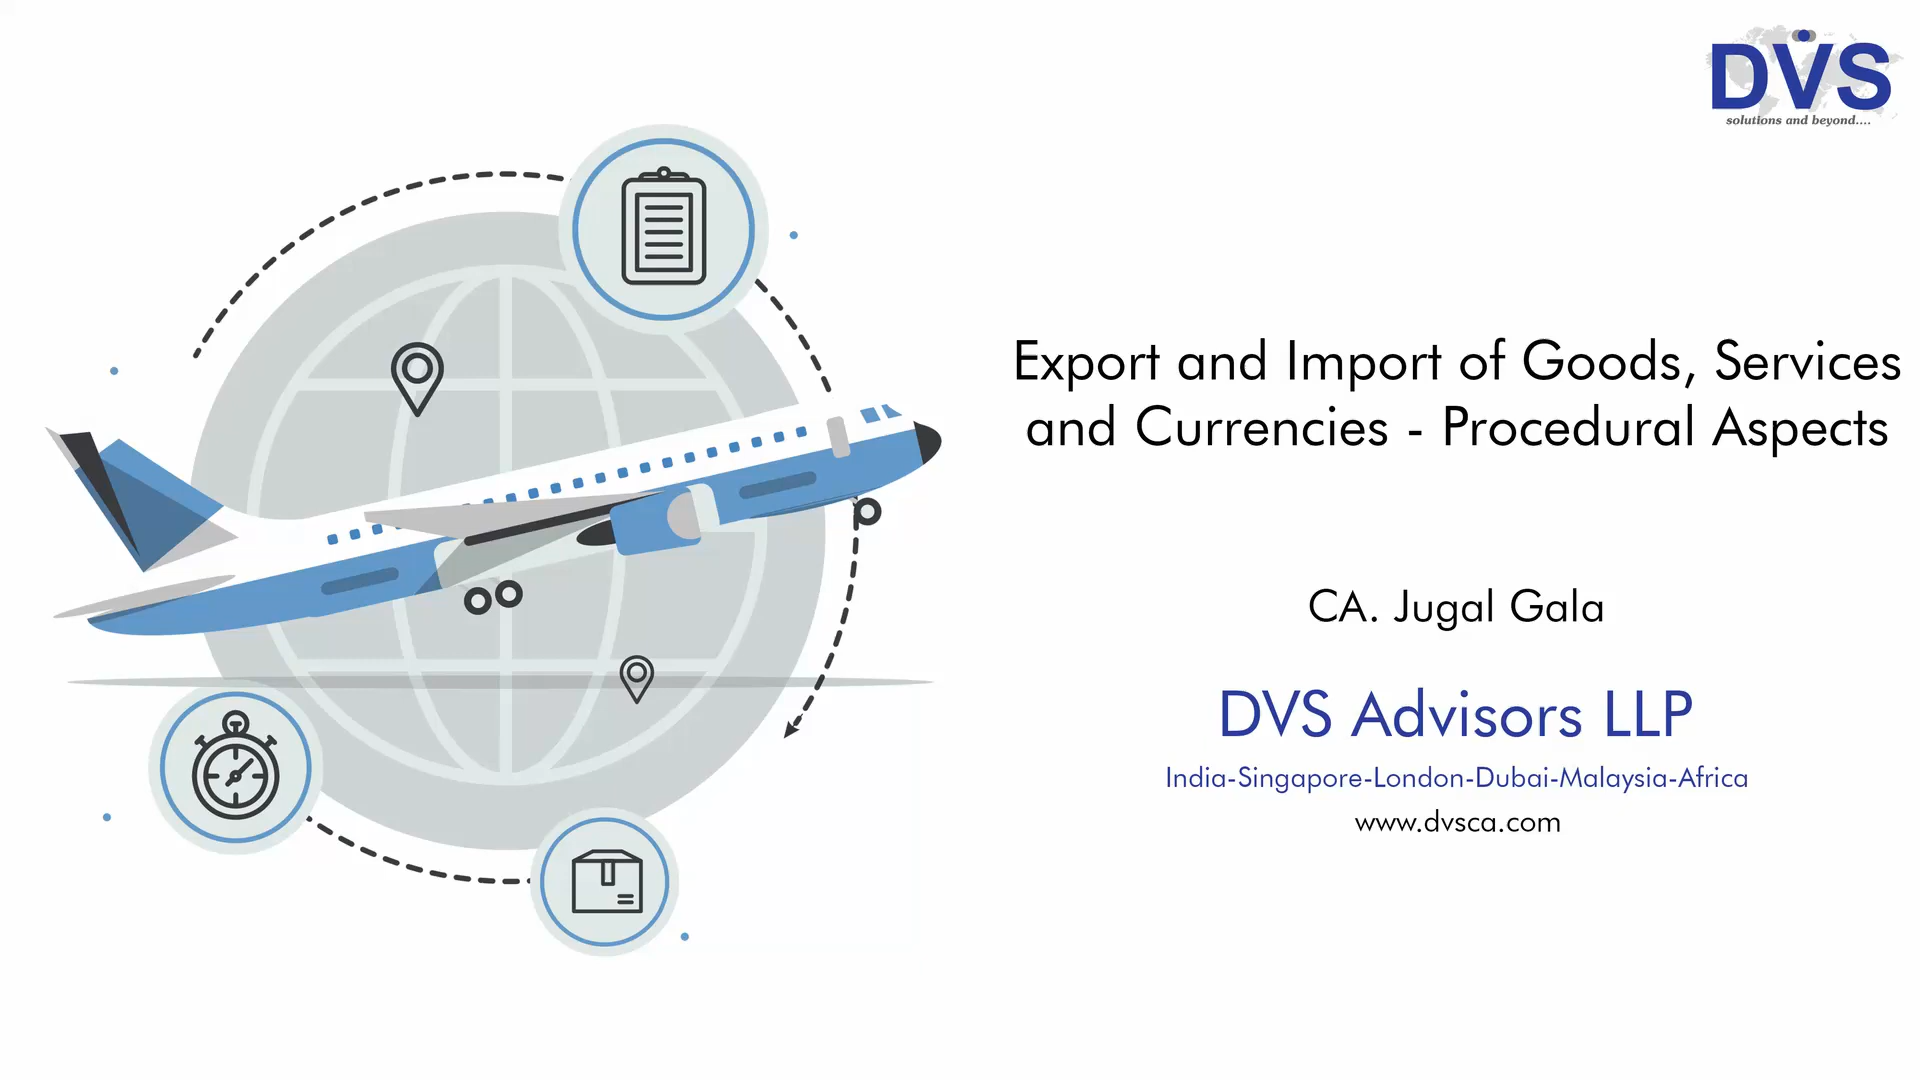 DVS
solutions and beyond....
Export and Import of Goods, Services
and Currencies - Procedural Aspects
CA. Jugal Gala
DVS Advisors LLP
India-Singapore-London-Dubai-Malaysia-Africa
www.dvsca.com